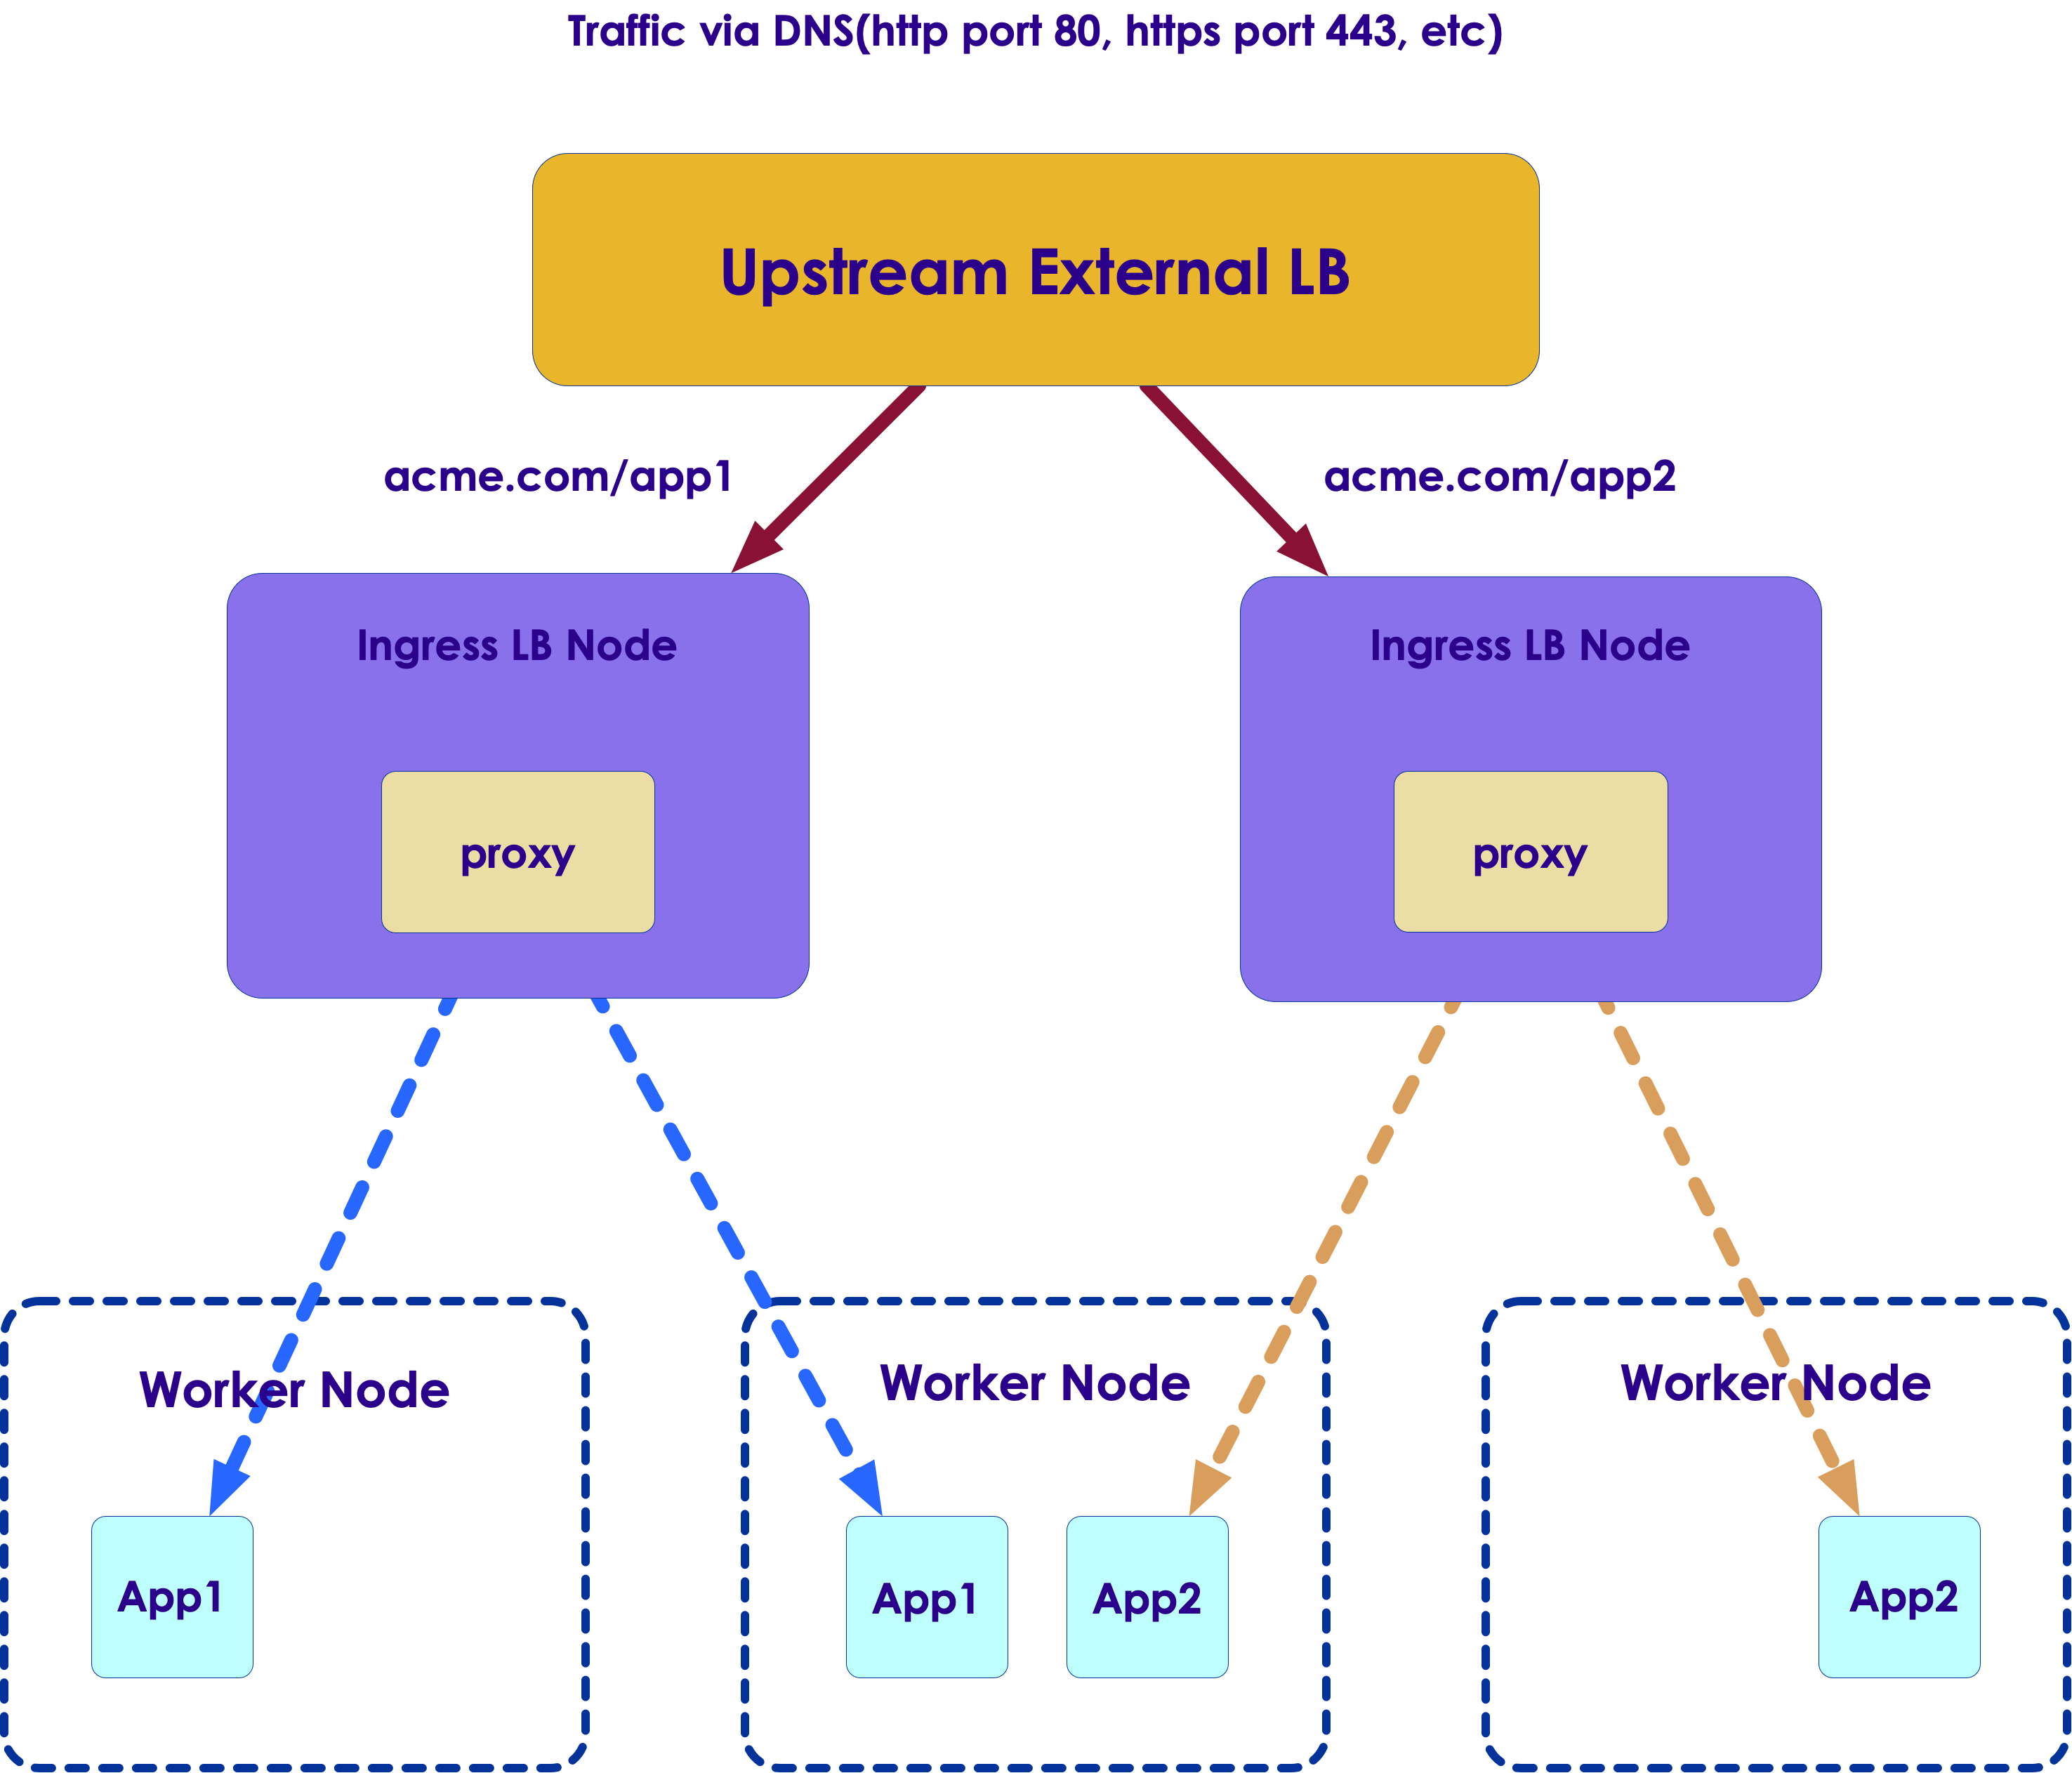 Traffic via DNS(http port 80, https port 443, etc)
Upstream External LB
acme.com/app1
acme.com/app2
Ingress LB Node
Ingress LB Node
proxy
proxy
Worker Node
Worker Node
Worker Node
App1
App1
App2
App2